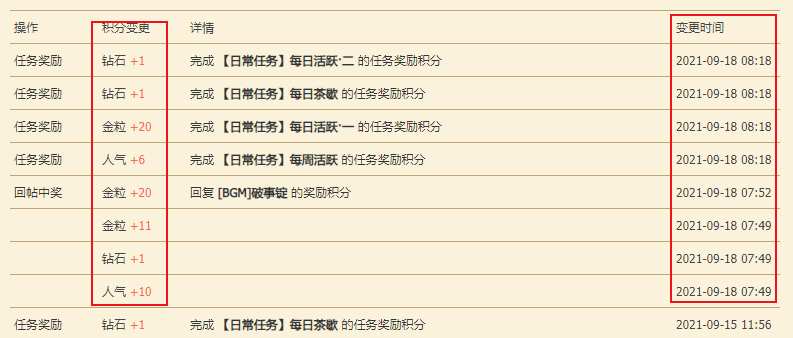 操作 积分变更 详情 变更时间
任务奖励 钻石 +1 完成 【日常任务】每日活跃·二 的任务奖励积分 2021-09-18 08:18
任务奖励 钻石 +1 完成 【日常任务】每日茶歇 的任务奖励积分 2021-09-18 08:18
任务奖励 金粒 +20 完成 【日常任务】每日活跃·一 的任务奖励积分 2021-09-18 08:18
任务奖励 人气 +6 完成 【日常任务】每周活跃 的任务奖励积分 2021-09-18 08:18
回帖中奖 金粒 +20 回复 [BGM]破事锭 的奖励积分 2021-09-18 07:52
金粒 +11 2021-09-18 07:49
钻石 +1 2021-09-18 07:49
人气 +10 2021-09-18 07:49
任务奖励 钻石 +1 完成 【日常任务】每日茶歇 的任务奖励积分 2021-09-15 11:56